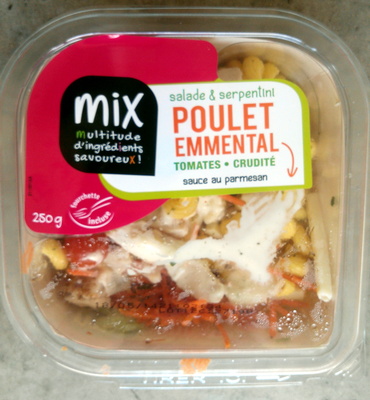 mix
multitude
d'ingrédients
savoureux!
salade & serpentini
POULET
EMMENTAL
TOMATES • CRUDITÉ
sauce au parmesan
250g
fourchette
incluse